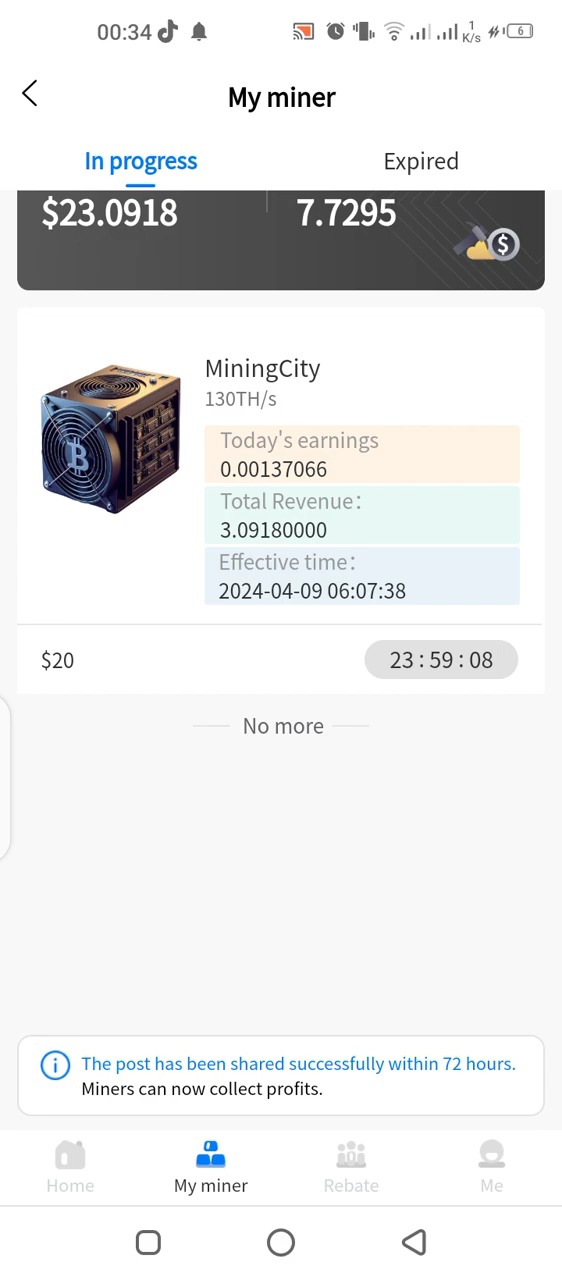 00:34
1
K/s
6
My miner
In progress
Expired
$23.0918
7.7295
$
MiningCity
130TH/s
Today's earnings
0.00137066
Total Revenue:
3.09180000
Effective time:
2024-04-09 06:07:38
$20
23 : 59 : 08
No more
The post has been shared successfully within 72 hours.
Miners can now collect profits.
Home
My miner
Rebate
Me